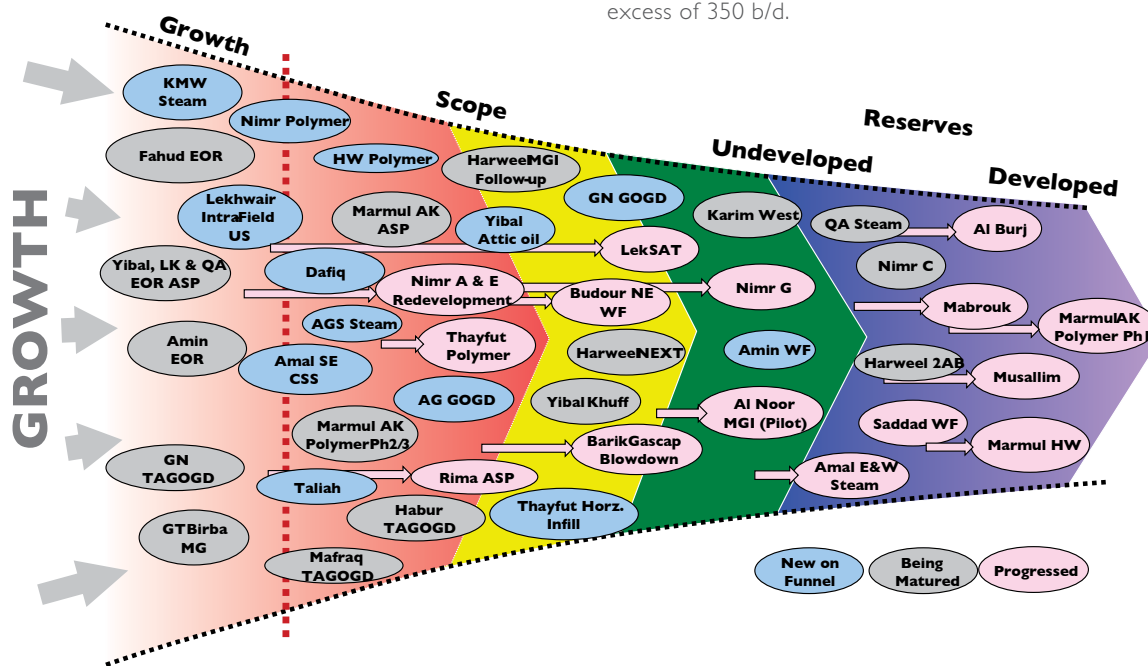 excess of 350 b/d.
Growth
Scope
Reserves
Undeveloped
Developed
GROWTH
KMW
Steam
Nimr Polymer
Fahud EOR
HW Polymer
HarweeMGI
Follow-up
GN GOGD
Lekhwair
IntraField
US
Marmul AK
ASP
Yibal
Attic oil
Karim West
QA Steam
Al Burj
LekSAT
Yibal, LK & QA
EOR ASP
Dafiq
Nimr A & E
Redevelopment
Budour NE
WF
Nimr G
Nimr C
Mabrouk
MarmulAK
Polymer Ph1
AGS Steam
Amin
EOR
Thayfut
Polymer
HarweeNEXT
Amin WF
Harweel 2AB
Musallim
Amal SE
CSS
AG GOGD
YibalKhuff
Al Noor
MGI (Pilot)
Saddad WF
Marmul HW
Marmul AK
PolymerPh2/3
BarikGascap
Blowdown
GN
TAGOGD
Taliah
Rima ASP
Amal E&W
Steam
Habur
TAGOGD
Thayfut Horz.
Infill
GTBirba
MG
Mafraq
TAGOGD
New on
Funnel
Being
Matured
Progressed